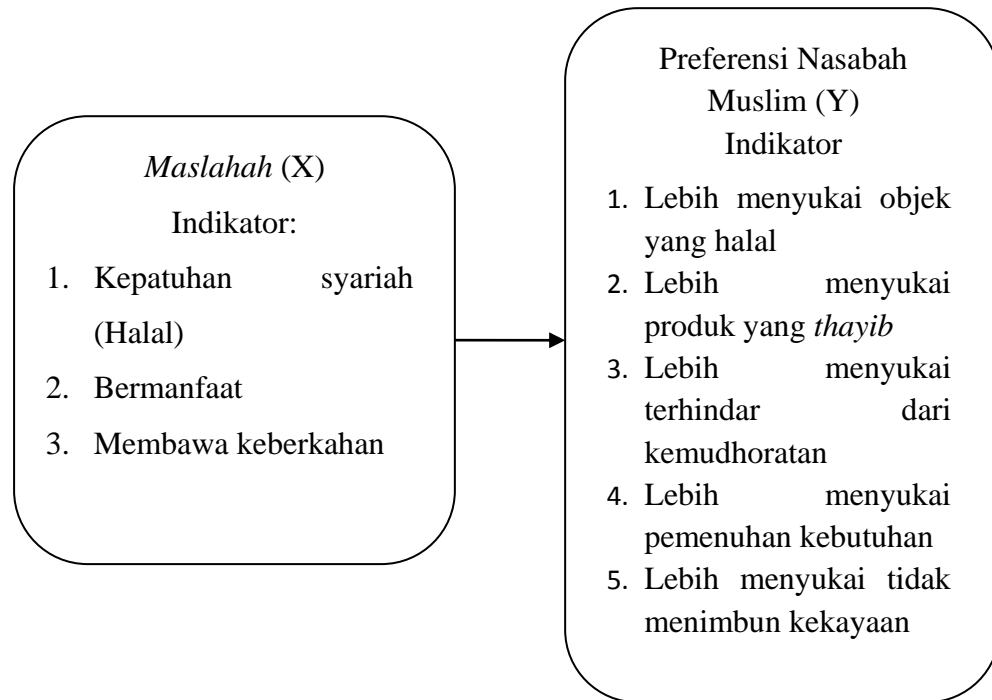 Maslahah (X)
Indikator:
1. Kepatuhan syariah
(Halal)
2. Bermanfaat
3. Membawa keberkahan
Preferensi Nasabah
Muslim (Y)
Indikator
1. Lebih menyukai objek
yang halal
2. Lebih menyukai
produk yang thayib
3. Lebih menyukai
terhindar dari
kemudhoratan
4. Lebih menyukai
pemenuhan kebutuhan
5. Lebih menyukai tidak
menimbun kekayaan